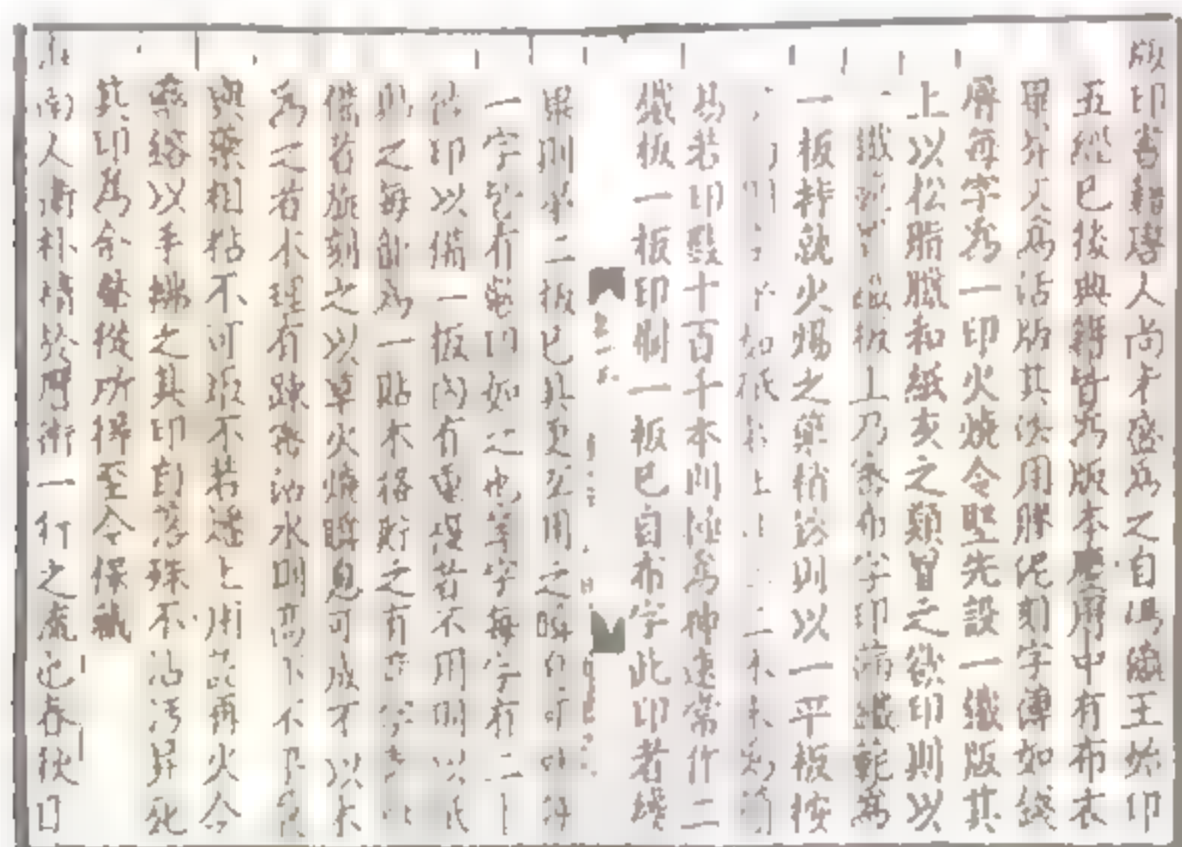 版印書籍唐人尚未盛為之自馮瀛王始印
五經已後典籍皆為版本慶曆中有布衣
畢昇又為活版其法用膠泥刻字薄如錢
唇每字為一印火燒令堅先設一鐵版其
上以松脂臘和紙灰之類冒之欲印則以
一鐵範置鐵板上乃密布字印滿鐵範為
一板持就火煬之藥稍鎔則以一平板按
字平如砥若止二本未為簡
易若印數十百千本則極為神速常作二
鐵板一板印刷一板已自布字此印者纔
畢則第二板已具更互用之瞬息可就每
一字皆有數印如之也等字每字有二十
餘印以備一板內有重複者不用則以紙
貼之每韻為一貼木格貯之有奇字素無
備者旋刻之以草火燒瞬息可成不以木
為之者木理有疎密沾水則高下不平兼
與藥相粘不可取不若燔土用訖再火令
藥鎔以手拂之其印自落殊不沾污昇死
其印為余羣從所得至今保藏
淮南人衛朴精於曆術一行之流也春秋日